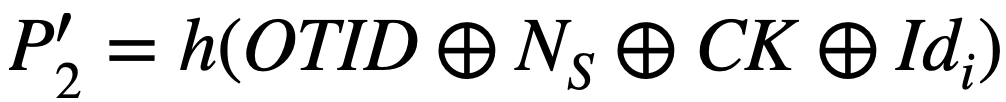 P′₂ = h(OTID ⊕ N_S ⊕ CK ⊕ Id_i)